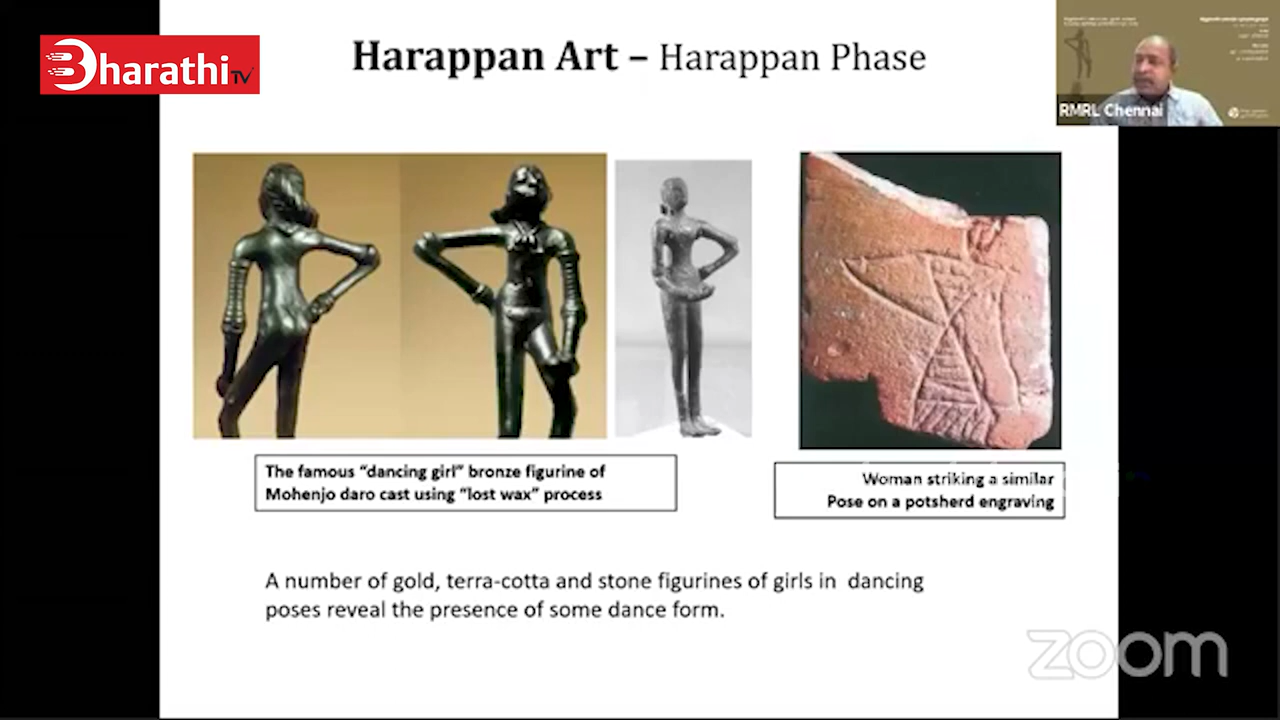 Bharathi TV
Harappan Art – Harappan Phase
RMRL Chennai
The famous “dancing girl” bronze figurine of
Mohenjo daro cast using “lost wax” process
Woman striking a similar
Pose on a potsherd engraving
A number of gold, terra-cotta and stone figurines of girls in dancing
poses reveal the presence of some dance form.
zoom